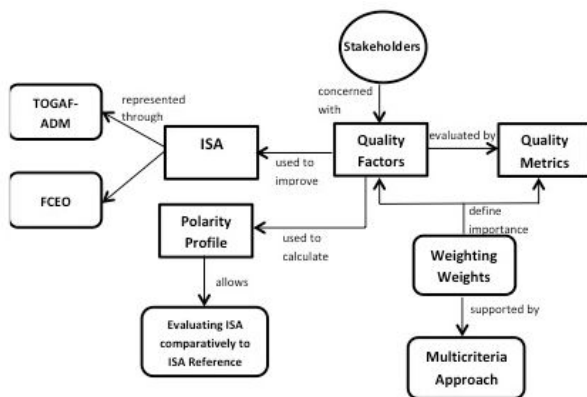 Stakeholders
concerned
with
TOGAF-
ADM
represented
through
ISA
used to
improve
Quality
Factors
evaluated by
Quality
Metrics
FCEO
Polarity
Profile
used to
calculate
define
importance
Weighting
Weights
allows
supported by
Evaluating ISA
comparatively to
ISA Reference
Multicriteria
Approach